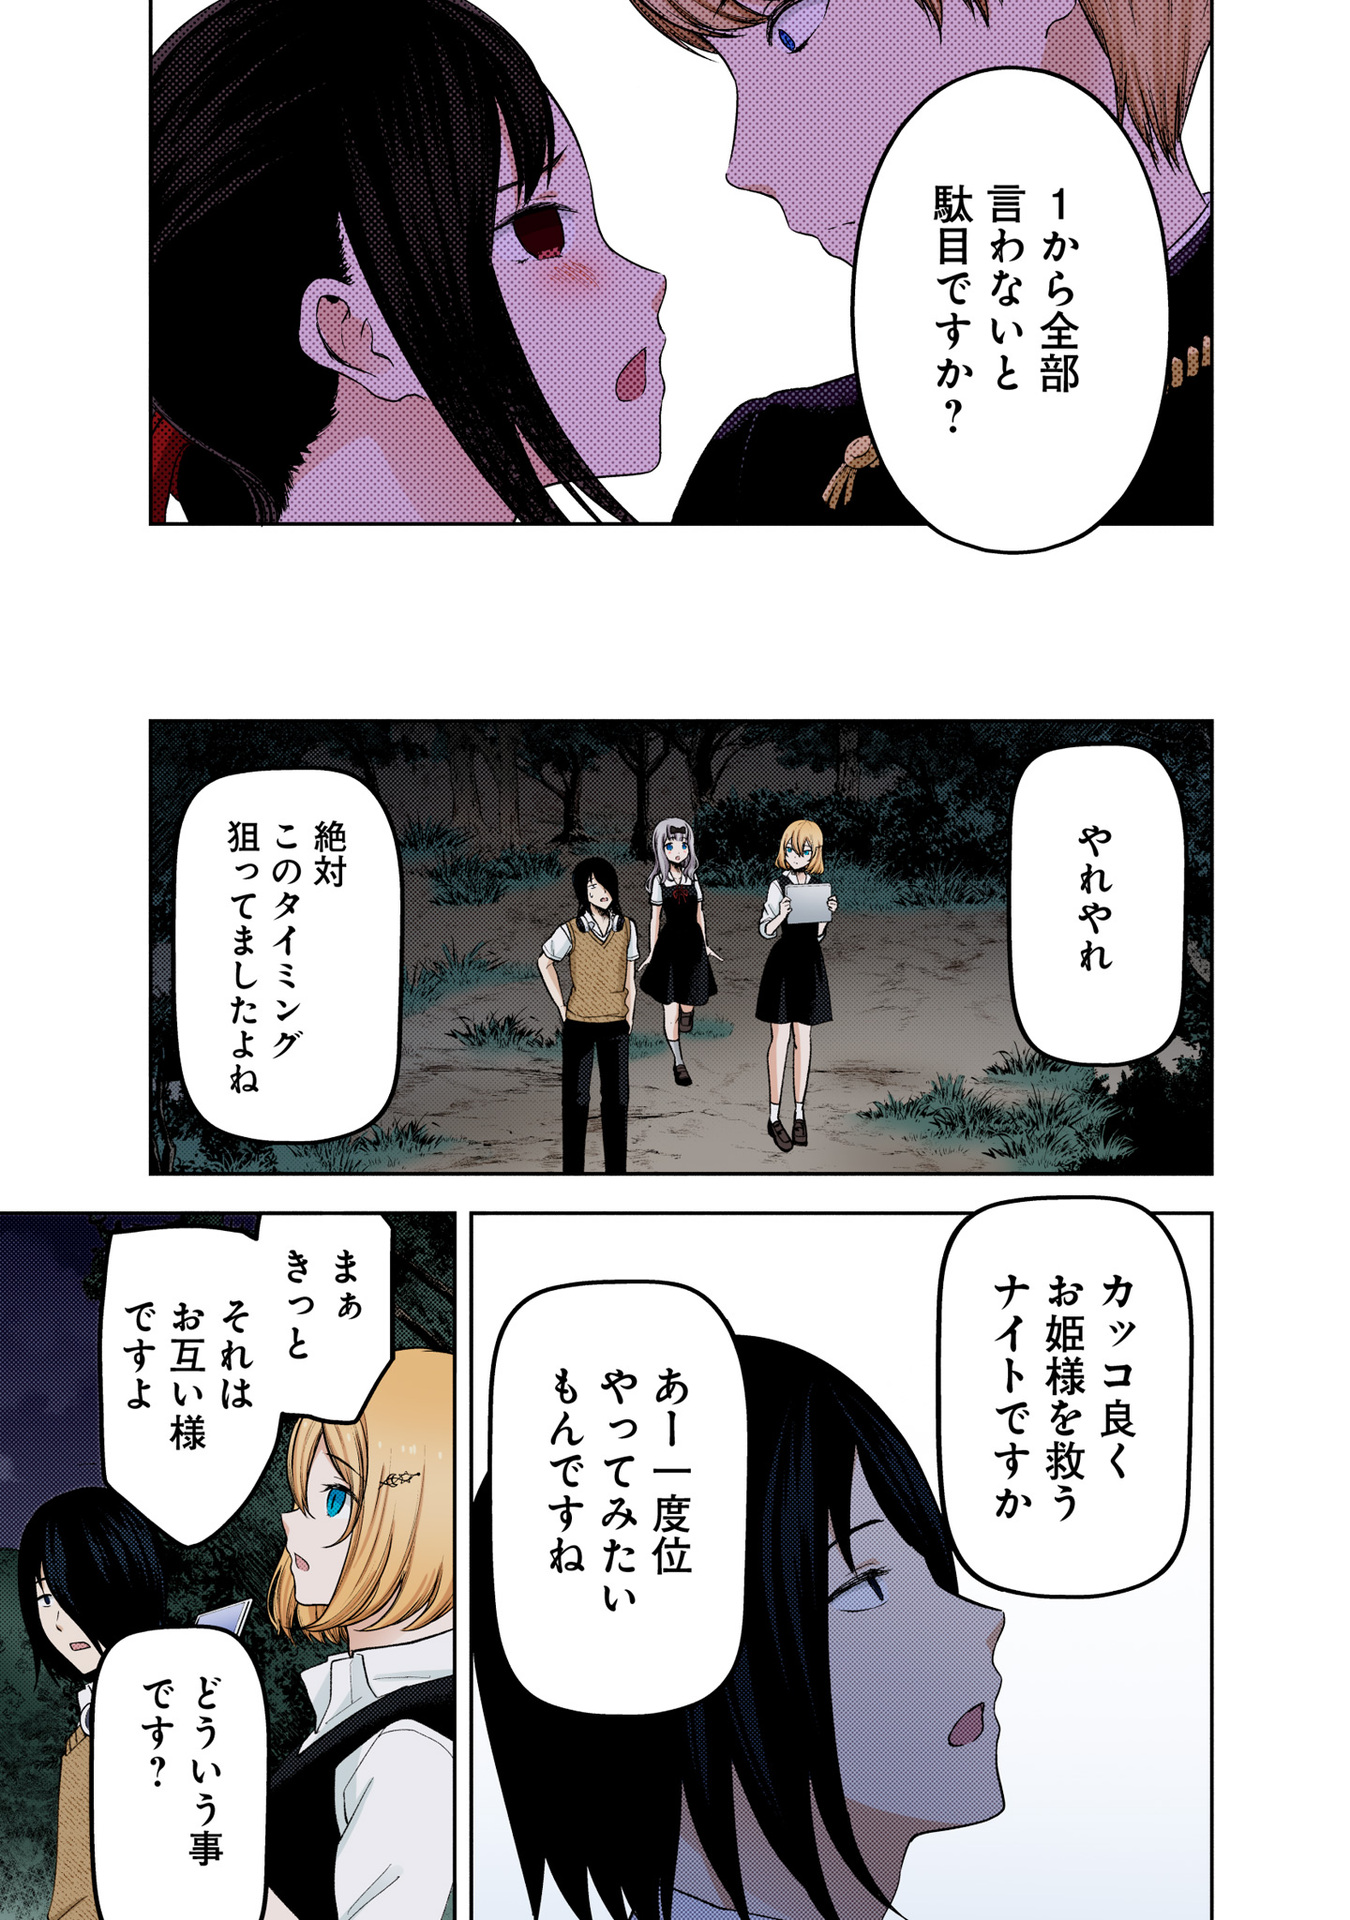 1から全部
言わないと
駄目ですか?
やれやれ
絶対
このタイミング
狙ってましたよね
カッコ良く
お姫様を救う
ナイトですか
あー一度位
やってみたい
もんですね
まぁ
きっと
それは
お互い様
ですよ
どういう事
です?